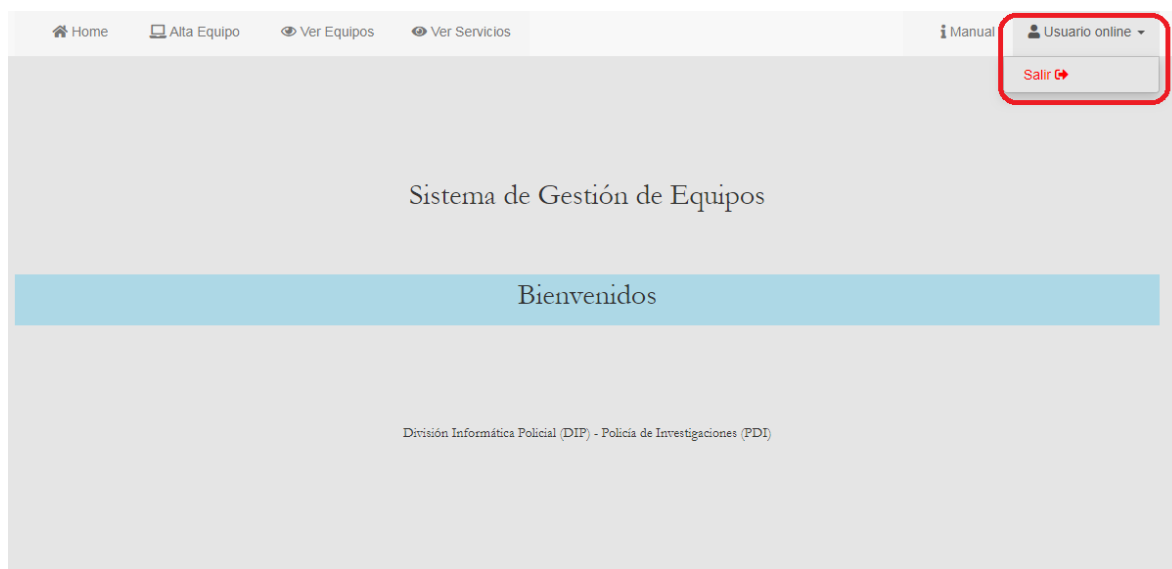 Home Alta Equipo Ver Equipos Ver Servicios Manual Usuario online
Salir
Sistema de Gestión de Equipos
Bienvenidos
División Informática Policial (DIP) - Policía de Investigaciones (PDI)